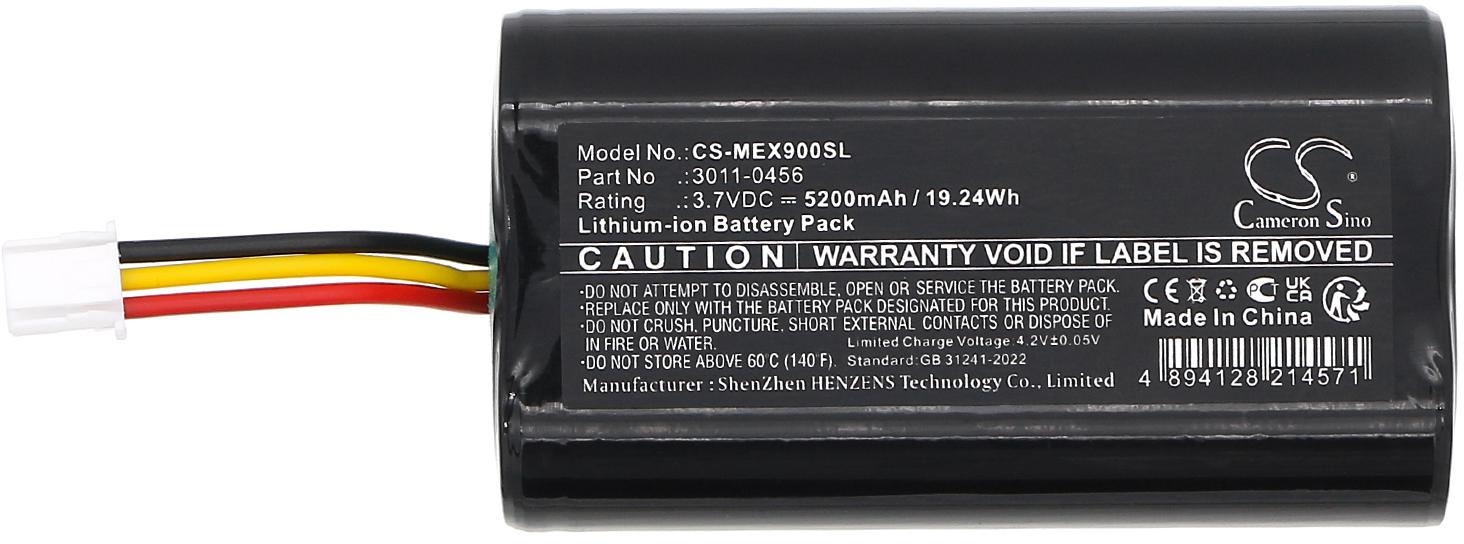 Model No.:CS-MEX900SL
Part No .:3011-0456
Rating .:3.7VDC ⎓ 5200mAh / 19.24Wh
Lithium-ion Battery Pack
CS
®
Cameron Sino
CAUTION WARRANTY VOID IF LABEL IS REMOVED
·DO NOT ATTEMPT TO DISASSEMBLE, OPEN OR SERVICE THE BATTERY PACK.
·REPLACE ONLY WITH THE BATTERY PACK DESIGNATED FOR THIS PRODUCT.
·DO NOT CRUSH, PUNCTURE, SHORT EXTERNAL CONTACTS OR DISPOSE OF
IN FIRE OR WATER. Limited Charge Voltage:4.2V±0.05V
·DO NOT STORE ABOVE 60°C (140°F). Standard:GB 31241-2022
Manufacturer : ShenZhen HENZENS Technology Co., Limited
CE EAC UK CA
Made In China
4 894128 214571